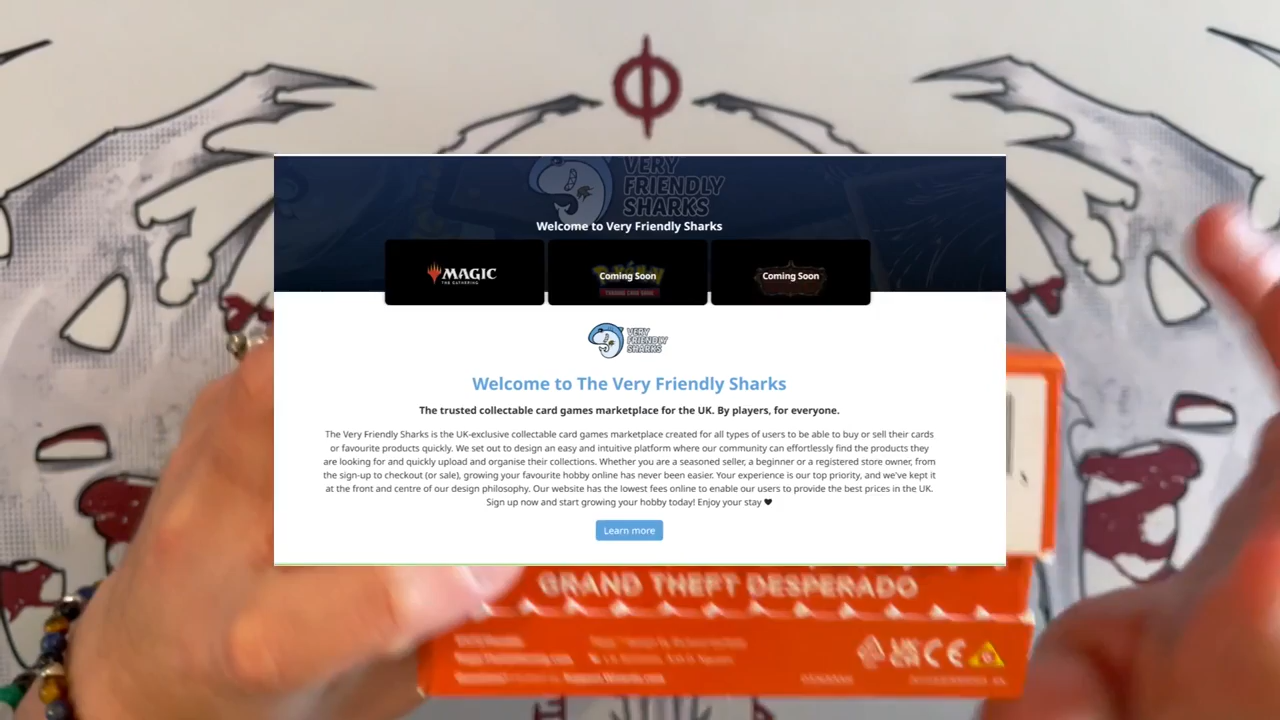 VERY
FRIENDLY
SHARKS
Welcome to Very Friendly Sharks
MAGIC
THE GATHERING
Coming Soon
Coming Soon
VERY
FRIENDLY
SHARKS
Welcome to The Very Friendly Sharks
The trusted collectable card games marketplace for the UK. By players, for everyone.
The Very Friendly Sharks is the UK-exclusive collectable card games marketplace created for all types of users to be able to buy or sell their cards
or favourite products quickly. We set out to design an easy and intuitive platform where our community can effortlessly find the products they
are looking for and quickly upload and organise their collections. Whether you are a seasoned seller, a beginner or a registered store owner, from
the sign-up to checkout (or sale), growing your favourite hobby online has never been easier. Your experience is our top priority, and we've kept it
at the front and centre of our design philosophy. Our website has the lowest fees online to enable our users to provide the best prices in the UK.
Sign up now and start growing your hobby today! Enjoy your stay ♥
Learn more
GRAND THEFT DESPERADO
UK CA CE